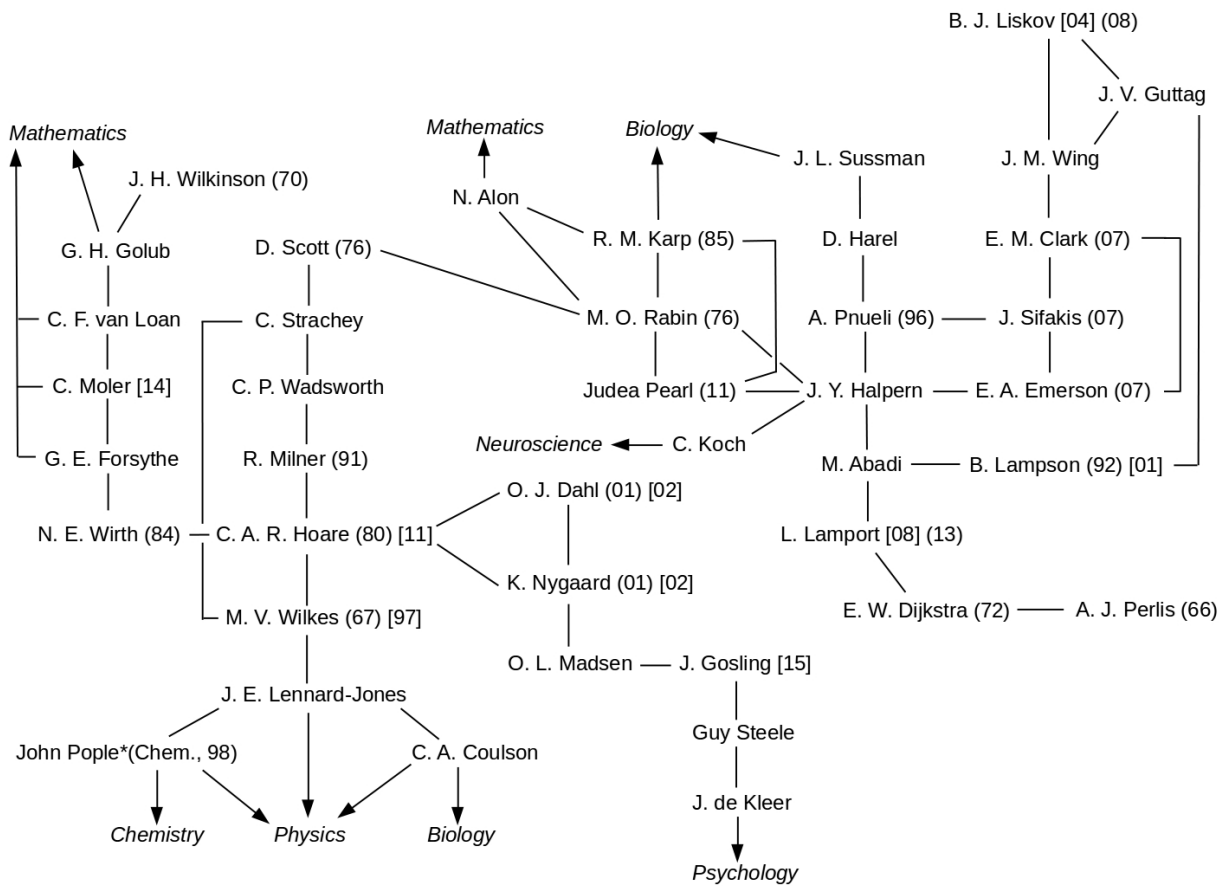 B. J. Liskov [04] (08)
J. V. Guttag
Mathematics
Mathematics
Biology
J. L. Sussman
J. M. Wing
J. H. Wilkinson (70)
N. Alon
G. H. Golub
D. Scott (76)
R. M. Karp (85)
D. Harel
E. M. Clark (07)
C. F. van Loan
C. Strachey
M. O. Rabin (76)
A. Pnueli (96)
J. Sifakis (07)
C. Moler [14]
C. P. Wadsworth
Judea Pearl (11)
J. Y. Halpern
E. A. Emerson (07)
Neuroscience
C. Koch
G. E. Forsythe
R. Milner (91)
M. Abadi
B. Lampson (92) [01]
O. J. Dahl (01) [02]
N. E. Wirth (84)
C. A. R. Hoare (80) [11]
L. Lamport [08] (13)
K. Nygaard (01) [02]
M. V. Wilkes (67) [97]
E. W. Dijkstra (72)
A. J. Perlis (66)
O. L. Madsen
J. Gosling [15]
J. E. Lennard-Jones
Guy Steele
John Pople*(Chem., 98)
C. A. Coulson
J. de Kleer
Chemistry
Physics
Biology
Psychology